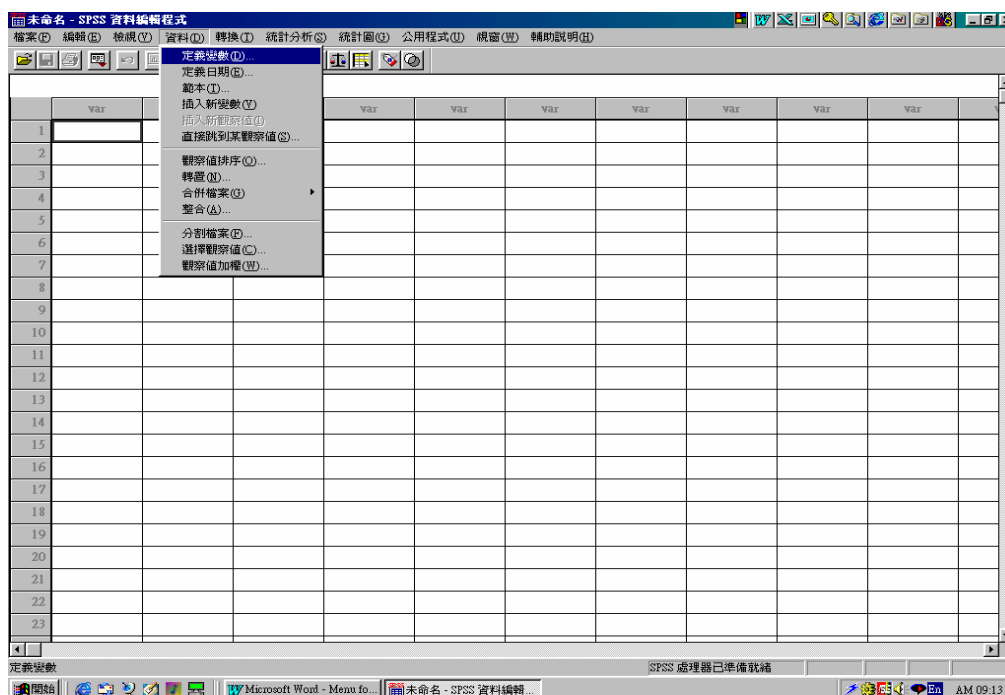 未命名 - SPSS 資料編輯程式
檔案(F) 編輯(E) 檢視(Y) 資料(D) 轉換(T) 統計分析(S) 統計圖(G) 公用程式(U) 視窗(W) 輔助說明(H)
定義變數(D)...
定義日期(E)...
範本(T)...
插入新變數(V)
插入新觀察值(I)
直接跳到某觀察值(S)...
觀察值排序(O)...
轉置(N)...
合併檔案(G)
整合(A)...
分割檔案(F)...
選擇觀察值(C)...
觀察值加權(W)...
var var var var var var var var
1
2
3
4
5
6
7
8
9
10
11
12
13
14
15
16
17
18
19
20
21
22
23
定義變數 SPSS 處理器已準備就緒
開始 Microsoft Word - Menu fo... 未命名 - SPSS 資料編輯... En AM 09:13